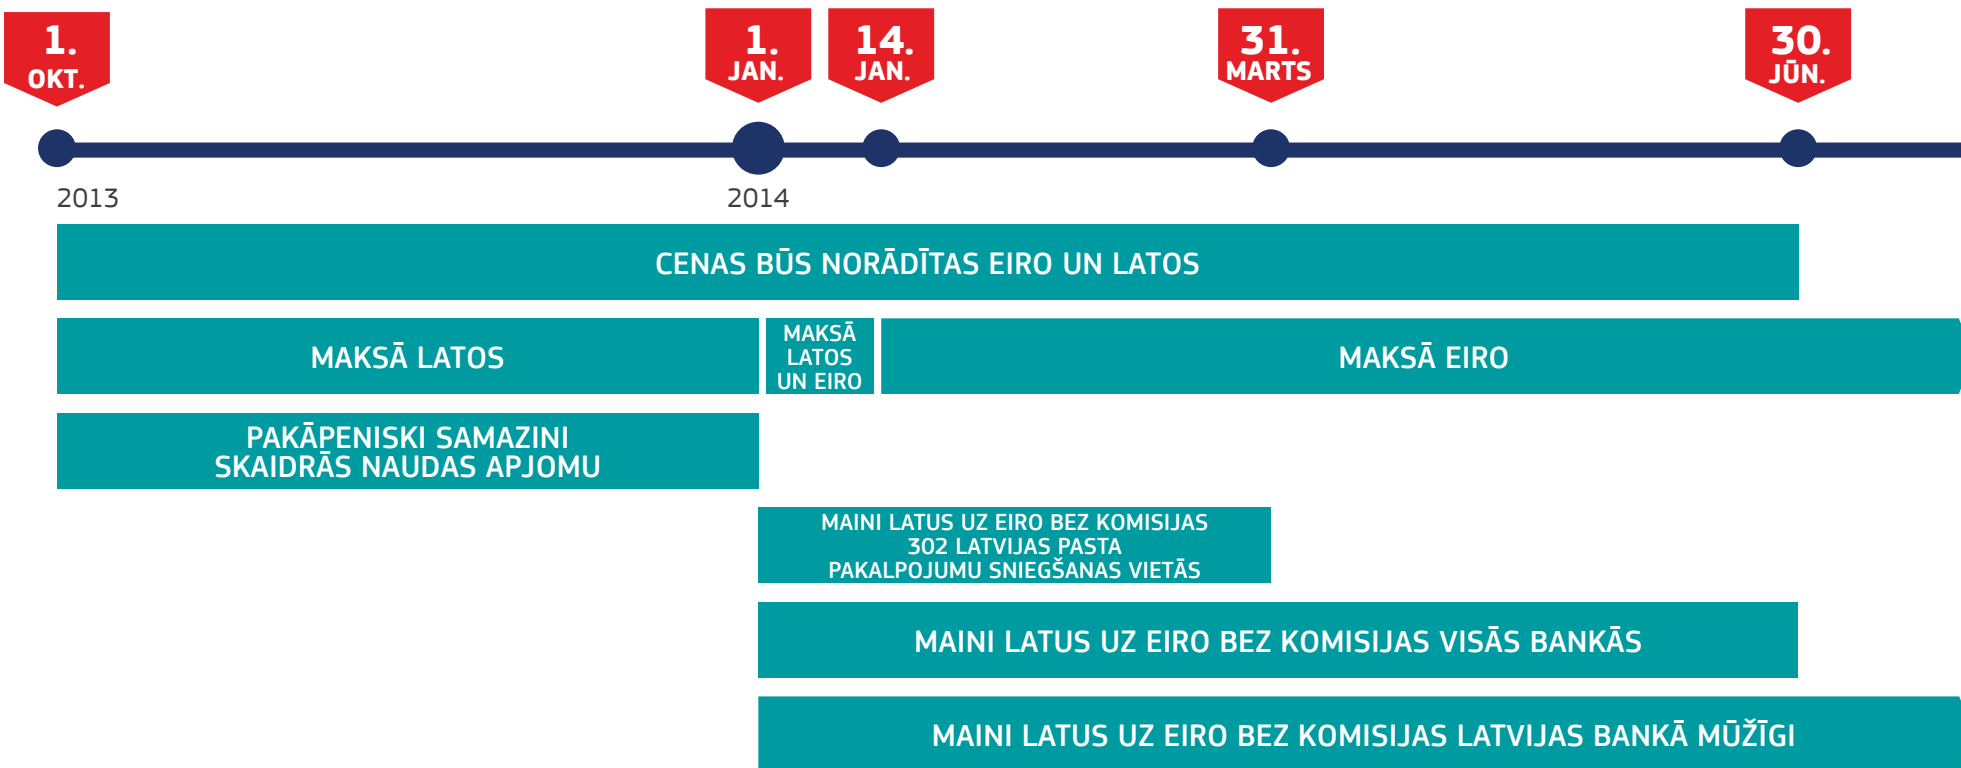 1.
OKT.
1.
JAN.
14.
JAN.
31.
MARTS
30.
JŪN.
2013
2014
CENAS BŪS NORĀDĪTAS EIRO UN LATOS
MAKSĀ LATOS
MAKSĀ
LATOS
UN EIRO
MAKSĀ EIRO
PAKĀPENISKI SAMAZINI
SKAIDRĀS NAUDAS APJOMU
MAINI LATUS UZ EIRO BEZ KOMISIJAS
302 LATVIJAS PASTA
PAKALPOJUMU SNIEGŠANAS VIETĀS
MAINI LATUS UZ EIRO BEZ KOMISIJAS VISĀS BANKĀS
MAINI LATUS UZ EIRO BEZ KOMISIJAS LATVIJAS BANKĀ MŪŽĪGI